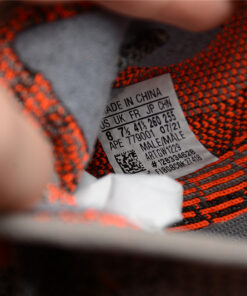 MADE IN CHINA
US UK FR JP CHN
8 7½ 41⅓ 260 255
APE 779001 07/21
MALE/MALE
ART.GW1229